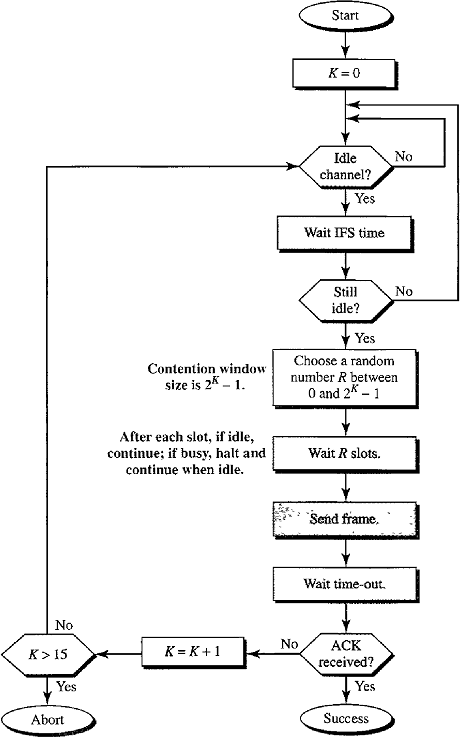 Start
K = 0
Idle
channel?
No
Yes
Wait IFS time
Still
idle?
No
Yes
Contention window
size is 2^K – 1.
Choose a random
number R between
0 and 2^K – 1
After each slot, if idle,
continue; if busy, halt and
continue when idle.
Wait R slots.
Send frame.
Wait time-out.
ACK
received?
No
Yes
K = K + 1
K > 15
No
Yes
Abort
Success